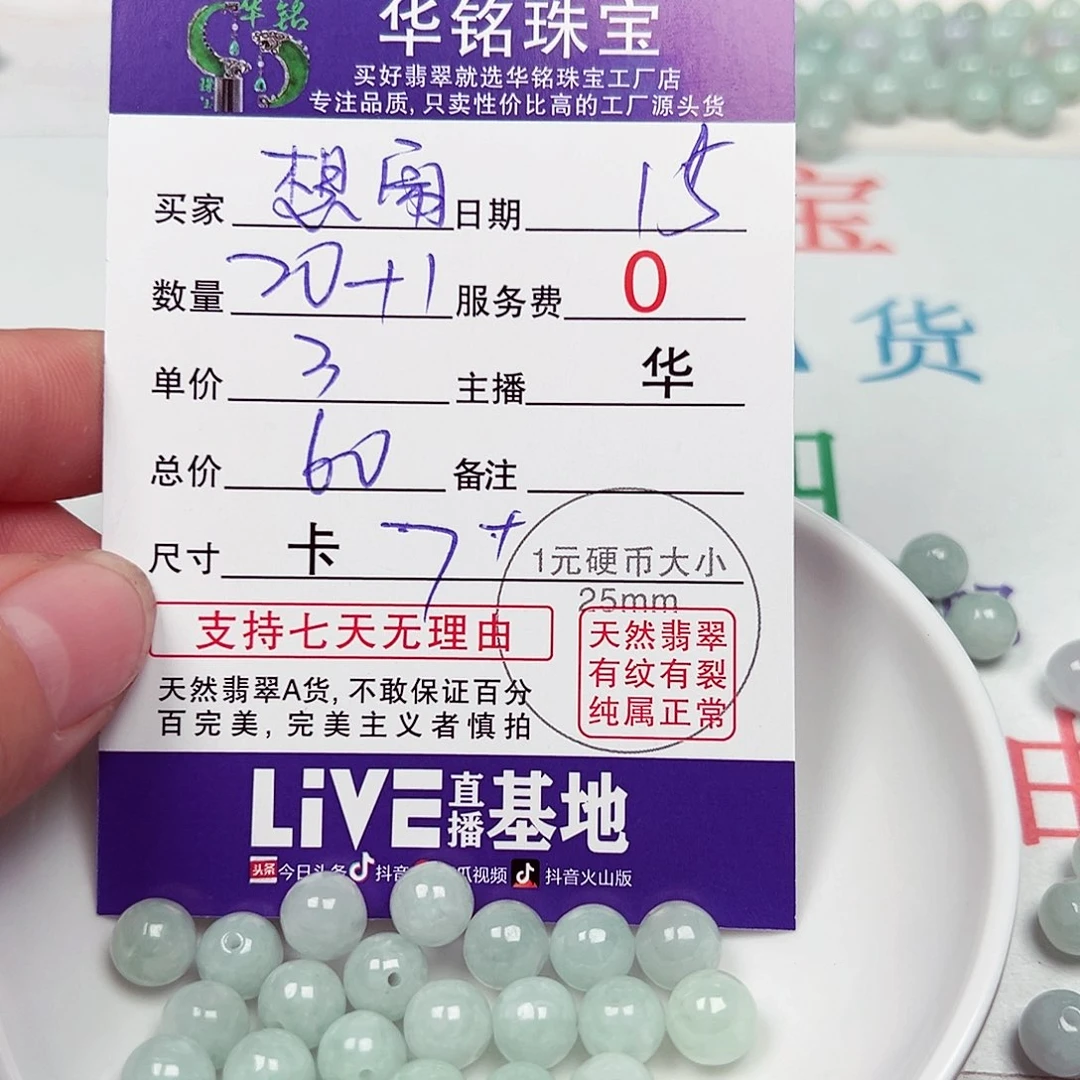 华铭
珠宝
华铭珠宝
买好翡翠就选华铭珠宝工厂店
专注品质,只卖性价比高的工厂源头货
买家 想 日期 15
数量 20+1 服务费 0
单价 3 主播 华
总价 60 备注
尺寸 卡 7+
1元硬币大小
25mm
支持七天无理由
天然翡翠
有纹有裂
纯属正常
天然翡翠A货,不敢保证百分
百完美,完美主义者慎拍
LiVE直播基地
头条 今日头条 抖音 瓜视频 抖音火山版
宝
货